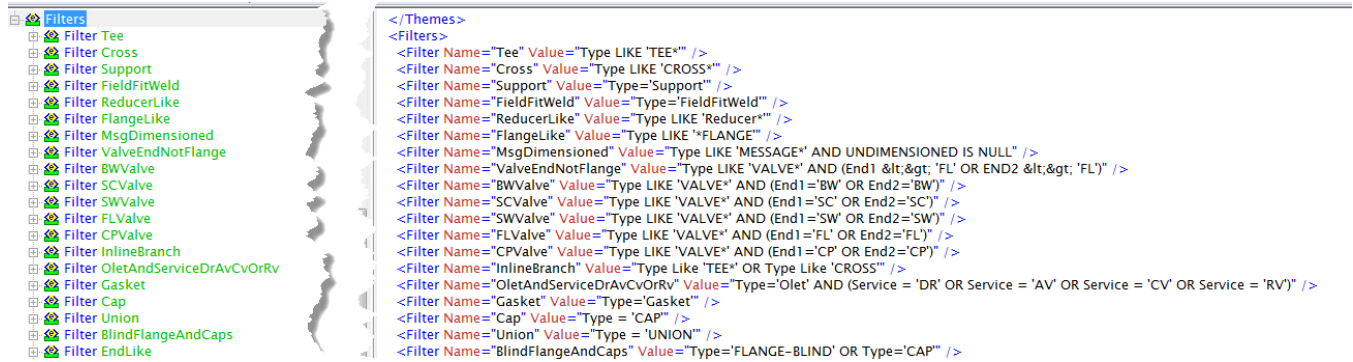 Filters
Filter Tee
Filter Cross
Filter Support
Filter FieldFitWeld
Filter ReducerLike
Filter FlangeLike
Filter MsgDimensioned
Filter ValveEndNotFlange
Filter BWValve
Filter SCValve
Filter SWValve
Filter FLValve
Filter CPValve
Filter InlineBranch
Filter OletAndServiceDrAvCvOrRv
Filter Gasket
Filter Cap
Filter Union
Filter BlindFlangeAndCaps
Filter EndLike
</Themes>
<Filters>
<Filter Name="Tee" Value="Type LIKE 'TEE*'" />
<Filter Name="Cross" Value="Type LIKE 'CROSS*'" />
<Filter Name="Support" Value="Type='Support'" />
<Filter Name="FieldFitWeld" Value="Type='FieldFitWeld'" />
<Filter Name="ReducerLike" Value="Type LIKE 'Reducer*'" />
<Filter Name="FlangeLike" Value="Type LIKE '*FLANGE'" />
<Filter Name="MsgDimensioned" Value="Type LIKE 'MESSAGE*' AND UNDIMENSIONED IS NULL" />
<Filter Name="ValveEndNotFlange" Value="Type LIKE 'VALVE*' AND (End1 &lt;&gt; 'FL' OR END2 &lt;&gt; 'FL')" />
<Filter Name="BWValve" Value="Type LIKE 'VALVE*' AND (End1='BW' OR End2='BW')" />
<Filter Name="SCValve" Value="Type LIKE 'VALVE*' AND (End1='SC' OR End2='SC')" />
<Filter Name="SWValve" Value="Type LIKE 'VALVE*' AND (End1='SW' OR End2='SW')" />
<Filter Name="FLValve" Value="Type LIKE 'VALVE*' AND (End1='FL' OR End2='FL')" />
<Filter Name="CPValve" Value="Type LIKE 'VALVE*' AND (End1='CP' OR End2='CP')" />
<Filter Name="InlineBranch" Value="Type Like 'TEE*' OR Type Like 'CROSS'" />
<Filter Name="OletAndServiceDrAvCvOrRv" Value="Type='Olet' AND (Service = 'DR' OR Service = 'AV' OR Service = 'CV' OR Service = 'RV')" />
<Filter Name="Gasket" Value="Type='Gasket'" />
<Filter Name="Cap" Value="Type = 'CAP'" />
<Filter Name="Union" Value="Type = 'UNION'" />
<Filter Name="BlindFlangeAndCaps" Value="Type='FLANGE-BLIND' OR Type='CAP'" />